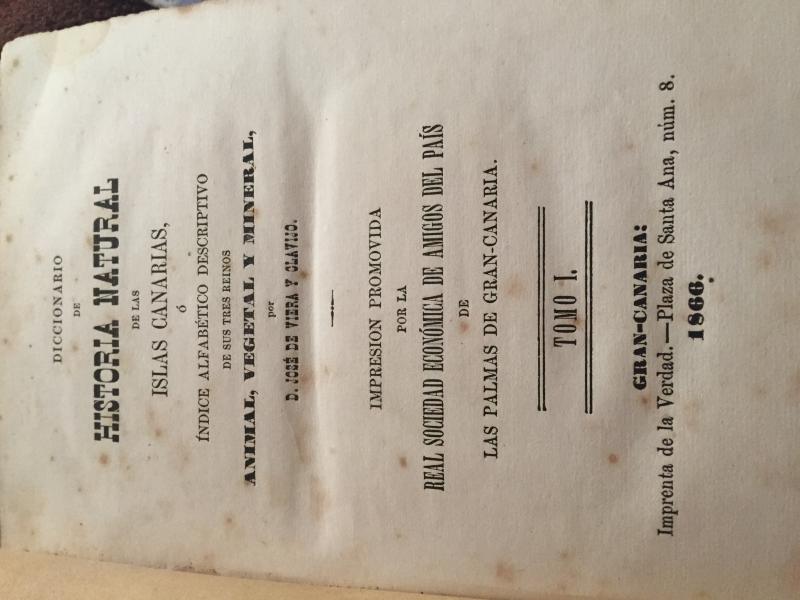 DICCIONARIO
DE
HISTORIA NATURAL
DE LAS
ISLAS CANARIAS,
Ó
ÍNDICE ALFABÉTICO DESCRIPTIVO
DE SUS TRES REINOS
ANIMAL, VEGETAL Y MINERAL,
por
D. JOSÉ DE VIERA Y CLAVIJO.
IMPRESION PROMOVIDA
POR LA
REAL SOCIEDAD ECONÓMICA DE AMIGOS DEL PAÍS
DE
LAS PALMAS DE GRAN-CANARIA.
TOMO I.
GRAN-CANARIA:
Imprenta de la Verdad.—Plaza de Santa Ana, núm. 8.
1866.